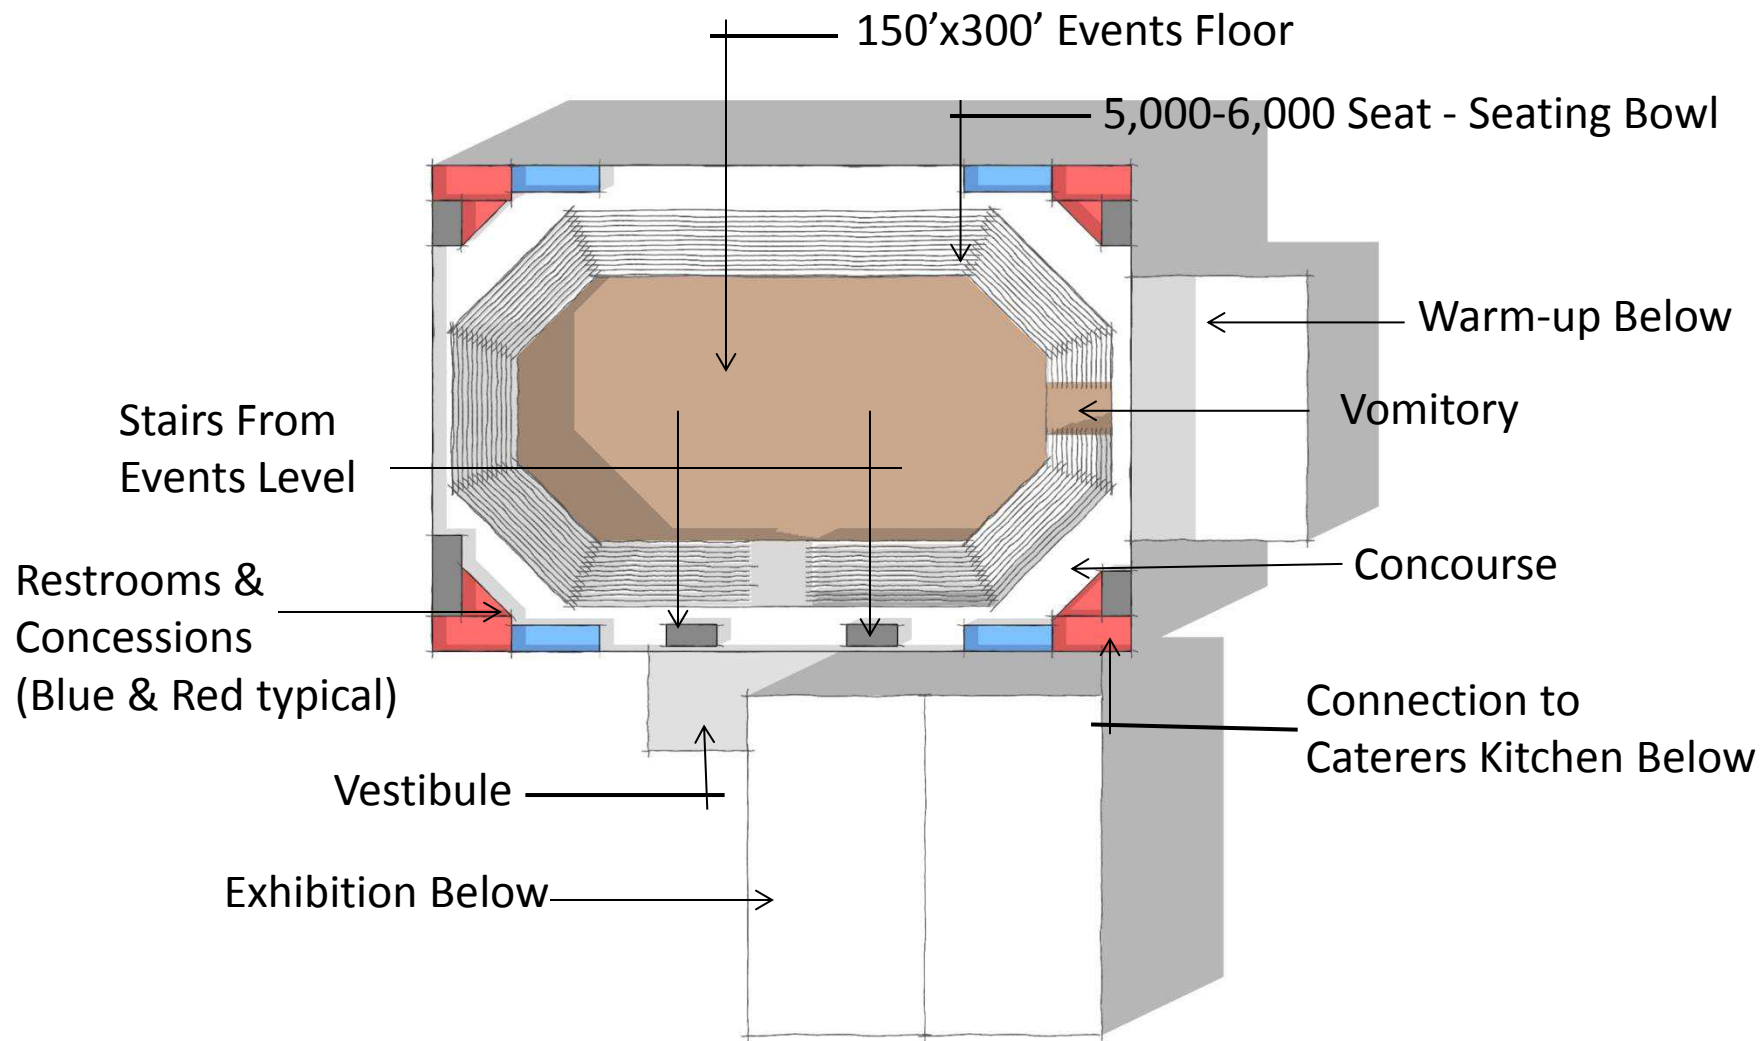 150’x300’ Events Floor
5,000-6,000 Seat - Seating Bowl
Warm-up Below
Vomitory
Stairs From
Events Level
Concourse
Restrooms &
Concessions
(Blue & Red typical)
Connection to
Caterers Kitchen Below
Vestibule
Exhibition Below